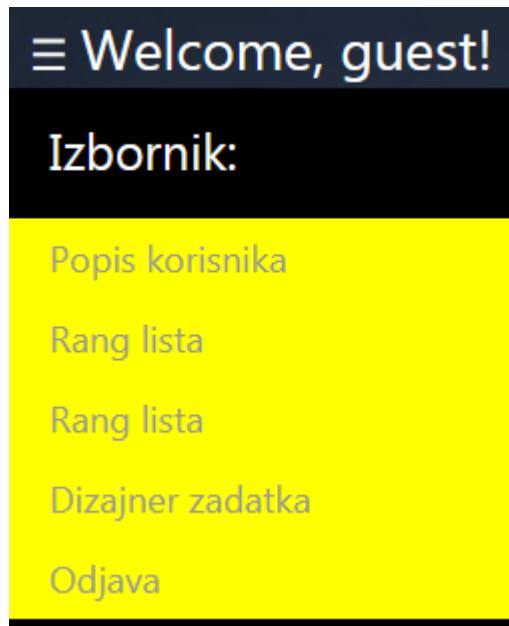 ☰ Welcome, guest!
Izbornik:
Popis korisnika
Rang lista
Rang lista
Dizajner zadatka
Odjava